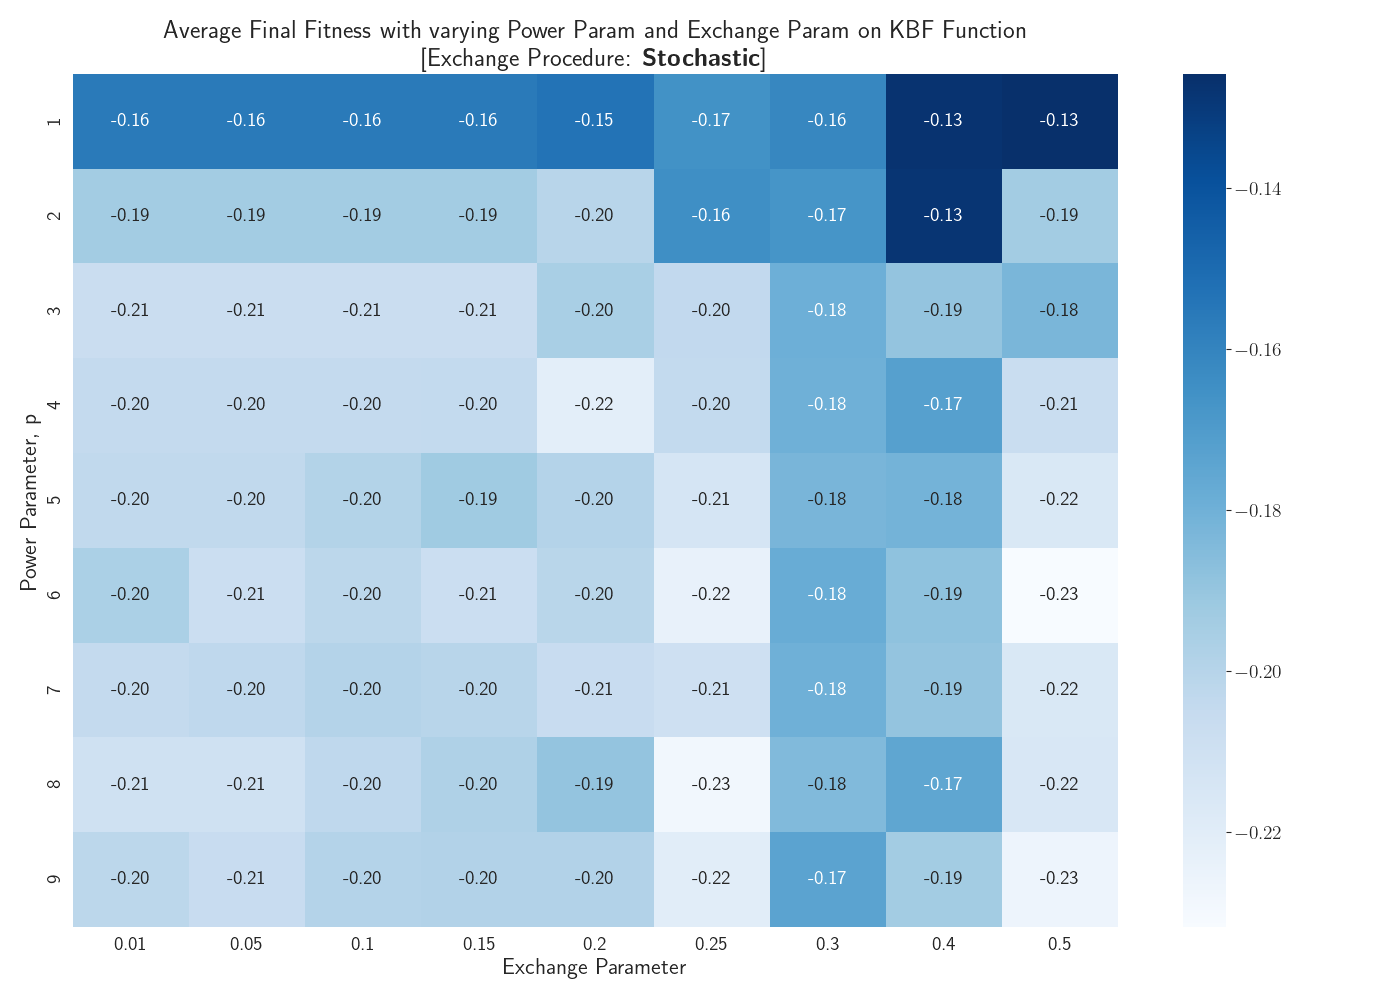 Average Final Fitness with varying Power Param and Exchange Param on KBF Function
[Exchange Procedure: Stochastic]
1 -0.16 -0.16 -0.16 -0.16 -0.15 -0.17 -0.16 -0.13 -0.13
2 -0.19 -0.19 -0.19 -0.19 -0.20 -0.16 -0.17 -0.13 -0.19
3 -0.21 -0.21 -0.21 -0.21 -0.20 -0.20 -0.18 -0.19 -0.18
4 -0.20 -0.20 -0.20 -0.20 -0.22 -0.20 -0.18 -0.17 -0.21
5 -0.20 -0.20 -0.20 -0.19 -0.20 -0.21 -0.18 -0.18 -0.22
6 -0.20 -0.21 -0.20 -0.21 -0.20 -0.22 -0.18 -0.19 -0.23
7 -0.20 -0.20 -0.20 -0.20 -0.21 -0.21 -0.18 -0.19 -0.22
8 -0.21 -0.21 -0.20 -0.20 -0.19 -0.23 -0.18 -0.17 -0.22
9 -0.20 -0.21 -0.20 -0.20 -0.20 -0.22 -0.17 -0.19 -0.23
0.01 0.05 0.1 0.15 0.2 0.25 0.3 0.4 0.5
Exchange Parameter
Power Parameter, p
−0.14
−0.16
−0.18
−0.20
−0.22